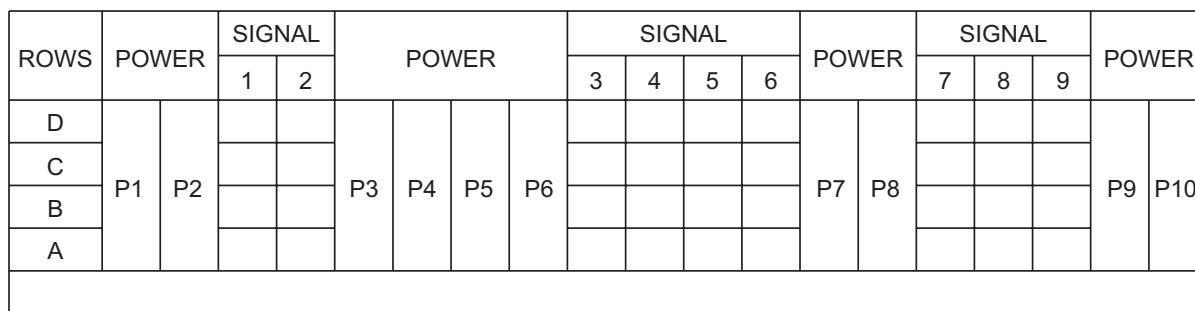 ROWS POWER SIGNAL POWER SIGNAL POWER SIGNAL POWER
1 2 3 4 5 6 7 8 9
D
C
P1 P2 P3 P4 P5 P6 P7 P8 P9 P10
B
A